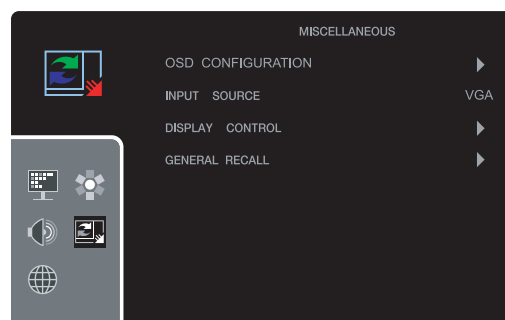 MISCELLANEOUS
OSD CONFIGURATION
INPUT SOURCE VGA
DISPLAY CONTROL
GENERAL RECALL